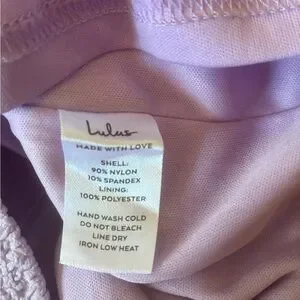 Lulus
MADE WITH LOVE
SHELL:
90% NYLON
10% SPANDEX
LINING:
100% POLYESTER
HAND WASH COLD
DO NOT BLEACH
LINE DRY
IRON LOW HEAT